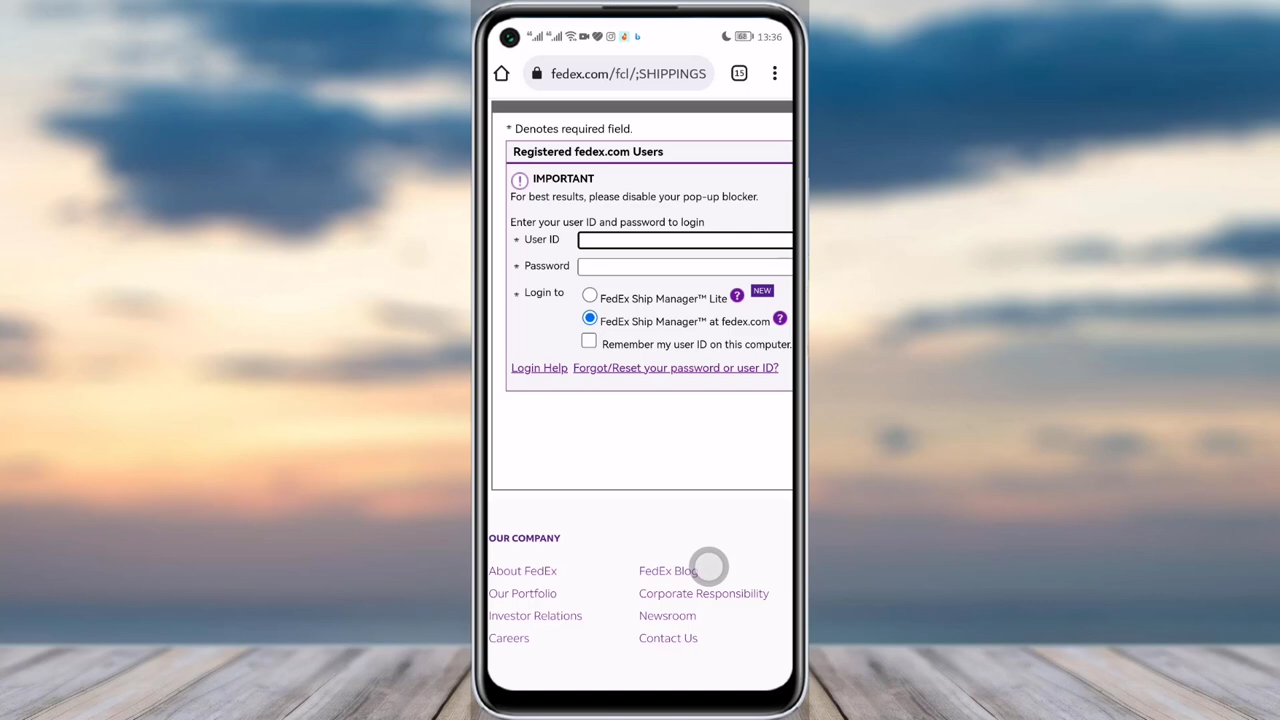 13:36
fedex.com/fcl/;SHIPPINGS
15
* Denotes required field.
Registered fedex.com Users
IMPORTANT
For best results, please disable your pop-up blocker.
Enter your user ID and password to login
* User ID
* Password
* Login to
FedEx Ship Manager™ Lite ? NEW
FedEx Ship Manager™ at fedex.com ?
Remember my user ID on this computer.
Login Help Forgot/Reset your password or user ID?
OUR COMPANY
About FedEx FedEx Blog
Our Portfolio Corporate Responsibility
Investor Relations Newsroom
Careers Contact Us